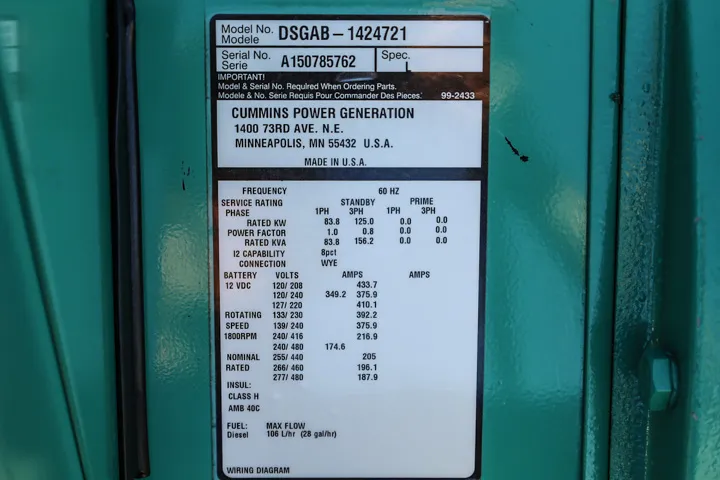 Model No. DSGAB - 1424721
Modele
Serial No. A150785762 Spec. L
Serie
IMPORTANT!
Model & Serial No. Required When Ordering Parts.
Modele & No. Serie Requis Pour Commander Des Pieces. 99-2433
CUMMINS POWER GENERATION
1400 73RD AVE. N.E.
MINNEAPOLIS, MN 55432 U.S.A.
MADE IN U.S.A.
FREQUENCY 60 HZ
SERVICE RATING STANDBY PRIME
PHASE 1PH 3PH 1PH 3PH
RATED KW 83.8 125.0 0.0 0.0
POWER FACTOR 1.0 0.8 0.0 0.0
RATED KVA 83.8 156.2 0.0 0.0
I2 CAPABILITY 8pct
CONNECTION WYE
BATTERY VOLTS AMPS AMPS
12 VDC 120/ 208 433.7
120/ 240 349.2 375.9
127/ 220 410.1
ROTATING 133/ 230 392.2
SPEED 139/ 240 375.9
1800RPM 240/ 416 216.9
240/ 480 174.6
NOMINAL 255/ 440 205
RATED 266/ 460 196.1
277/ 480 187.9
INSUL:
CLASS H
AMB 40C
FUEL: MAX FLOW
Diesel 106 L/hr (28 gal/hr)
WIRING DIAGRAM